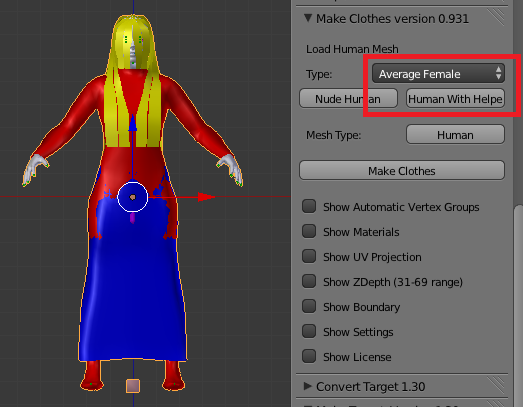 Make Clothes version 0.931
Load Human Mesh
Type: Average Female
Nude Human Human With Helpe
Mesh Type: Human
Make Clothes
Show Automatic Vertex Groups
Show Materials
Show UV Projection
Show ZDepth (31-69 range)
Show Boundary
Show Settings
Show License
Convert Target 1.30